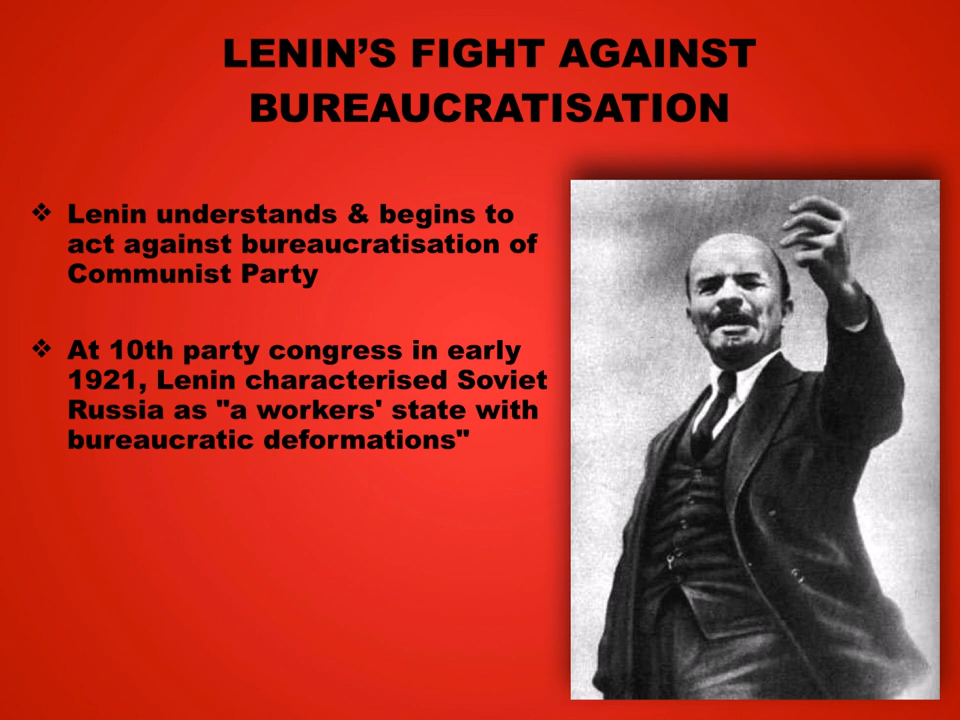 LENIN’S FIGHT AGAINST
BUREAUCRATISATION
❖ Lenin understands & begins to
act against bureaucratisation of
Communist Party
❖ At 10th party congress in early
1921, Lenin characterised Soviet
Russia as "a workers' state with
bureaucratic deformations"